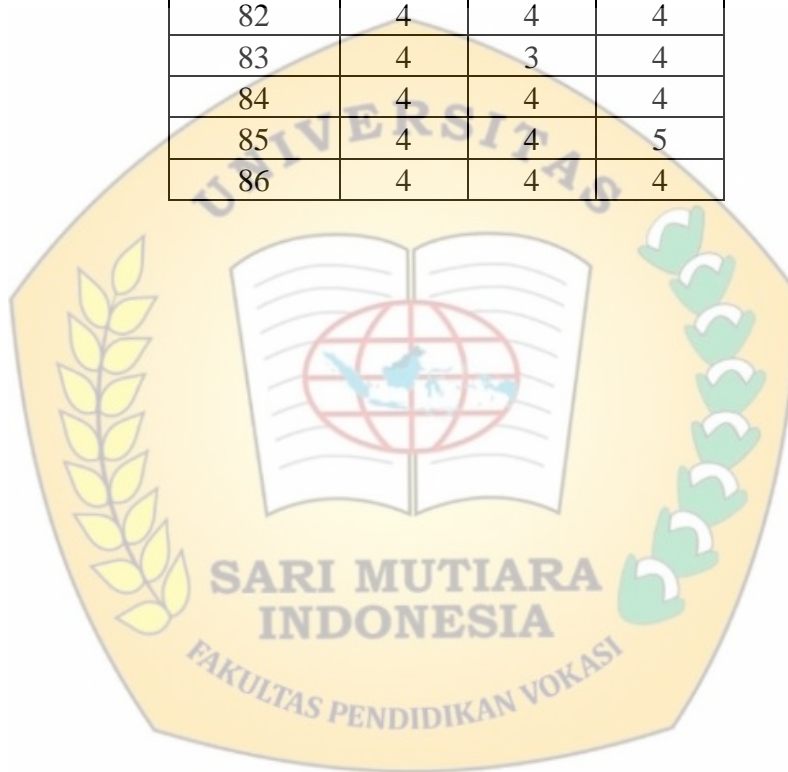 82 4 4 4
83 4 3 4
84 4 4 4
85 4 4 5
86 4 4 4
UNIVERSITAS
SARI MUTIARA
INDONESIA
FAKULTAS PENDIDIKAN VOKASI